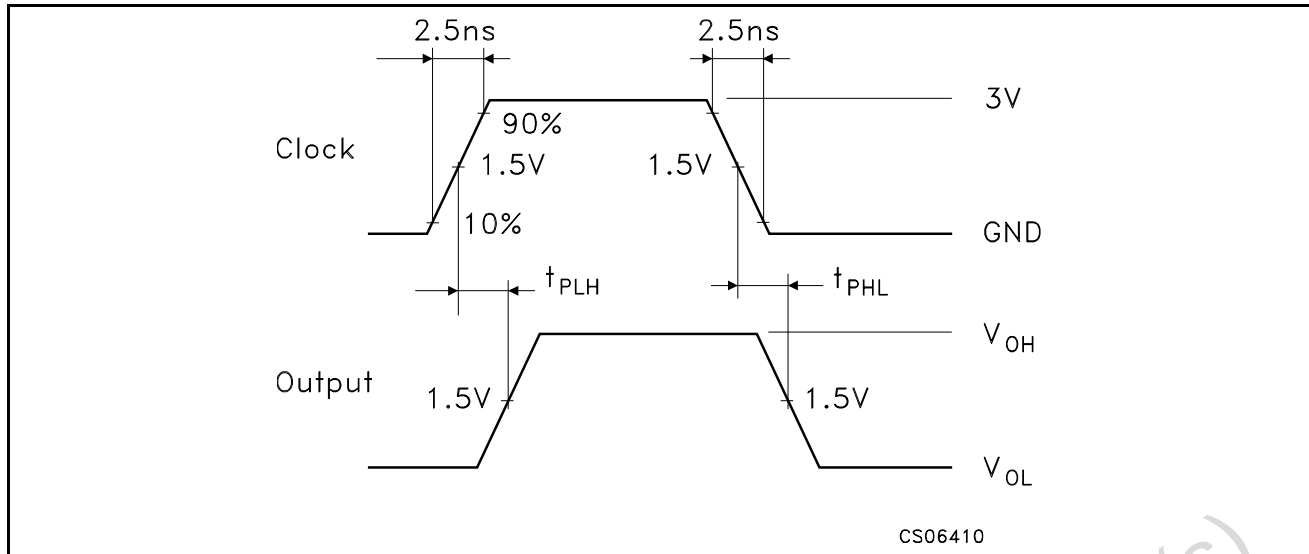 2.5ns 2.5ns
3V
90%
Clock
1.5V 1.5V
10%
GND
tPLH tPHL
VOH
Output
1.5V 1.5V
VOL
CS06410